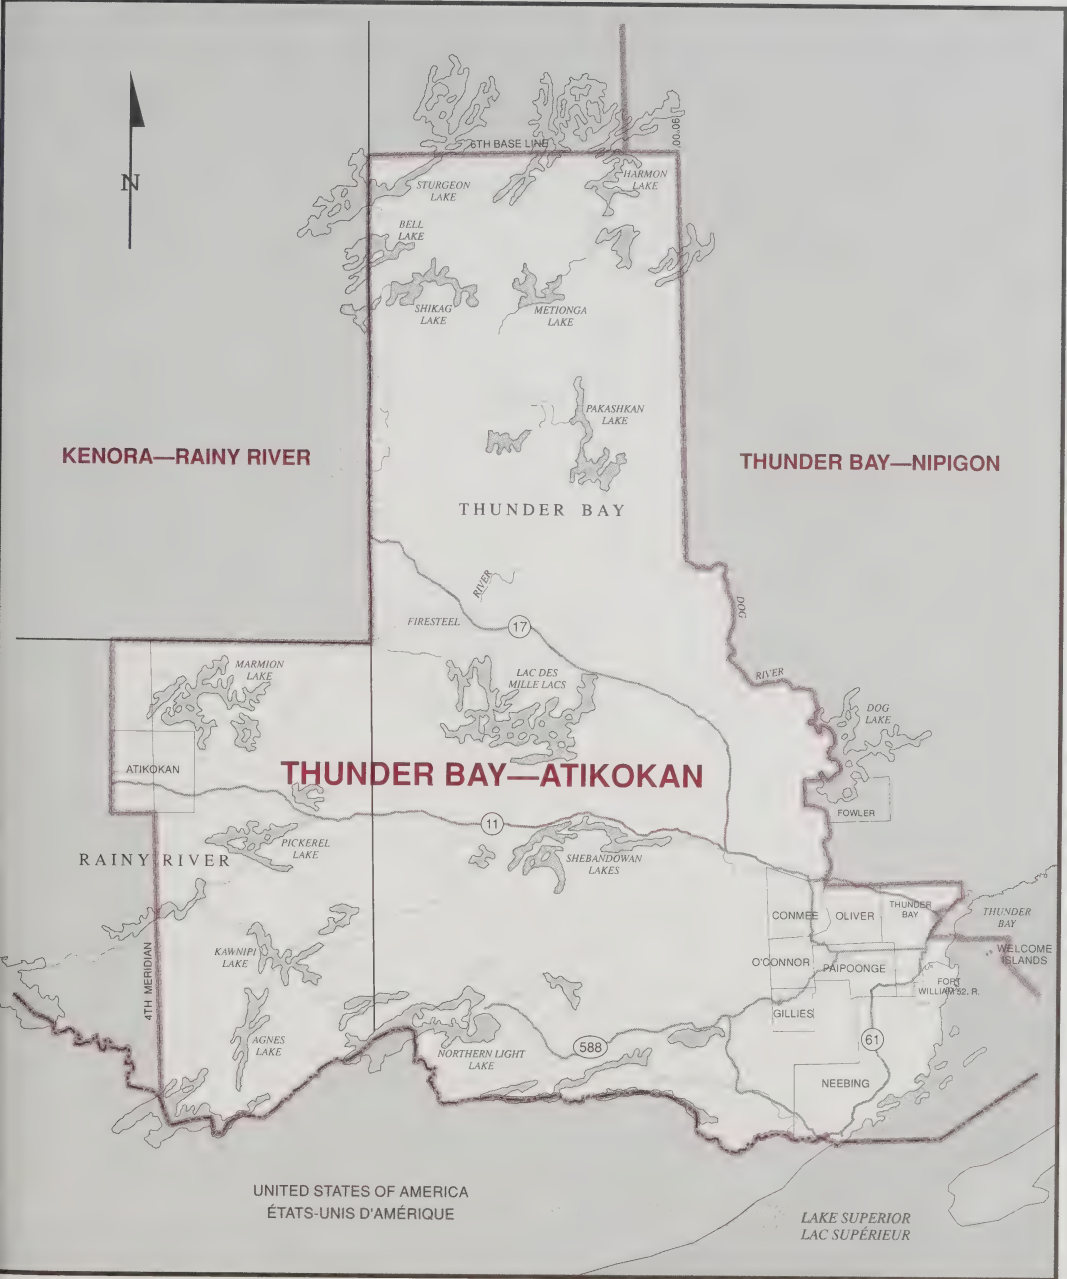 6TH BASE LINE
90°00'
N
STURGEON
LAKE
HARMON
LAKE
BELL
LAKE
SHIKAG
LAKE
METIONGA
LAKE
PAKASHKAN
LAKE
KENORA—RAINY RIVER
THUNDER BAY—NIPIGON
THUNDER BAY
RIVER
FIRESTEEL
17
DOG
RIVER
MARMION
LAKE
LAC DES
MILLE LACS
DOG
LAKE
ATIKOKAN
THUNDER BAY—ATIKOKAN
FOWLER
11
PICKEREL
LAKE
SHEBANDOWAN
LAKES
RAINY RIVER
CONMEE
OLIVER
THUNDER
BAY
THUNDER
BAY
WELCOME
ISLANDS
KAWNIPI
LAKE
O'CONNOR
PAIPOONGE
FORT
WILLIAM 52, R.
4TH MERIDIAN
GILLIES
AGNES
LAKE
NORTHERN LIGHT
LAKE
588
61
NEEBING
UNITED STATES OF AMERICA
ÉTATS-UNIS D'AMÉRIQUE
LAKE SUPERIOR
LAC SUPÉRIEUR